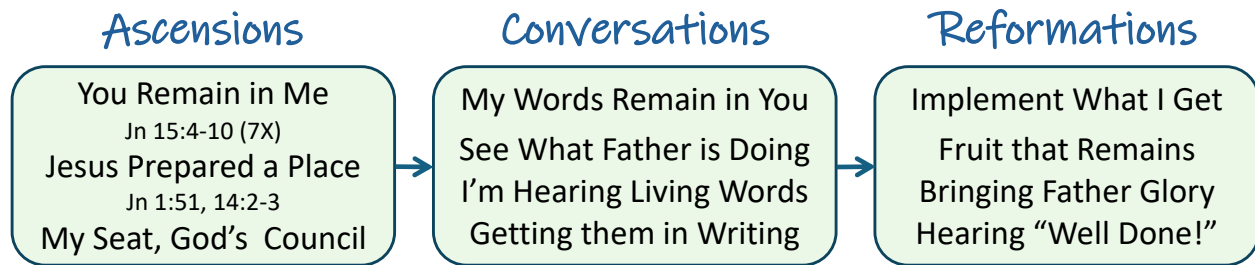 Ascensions
You Remain in Me
Jn 15:4-10 (7X)
Jesus Prepared a Place
Jn 1:51, 14:2-3
My Seat, God's Council
Conversations
My Words Remain in You
See What Father is Doing
I'm Hearing Living Words
Getting them in Writing
Reformations
Implement What I Get
Fruit that Remains
Bringing Father Glory
Hearing “Well Done!”